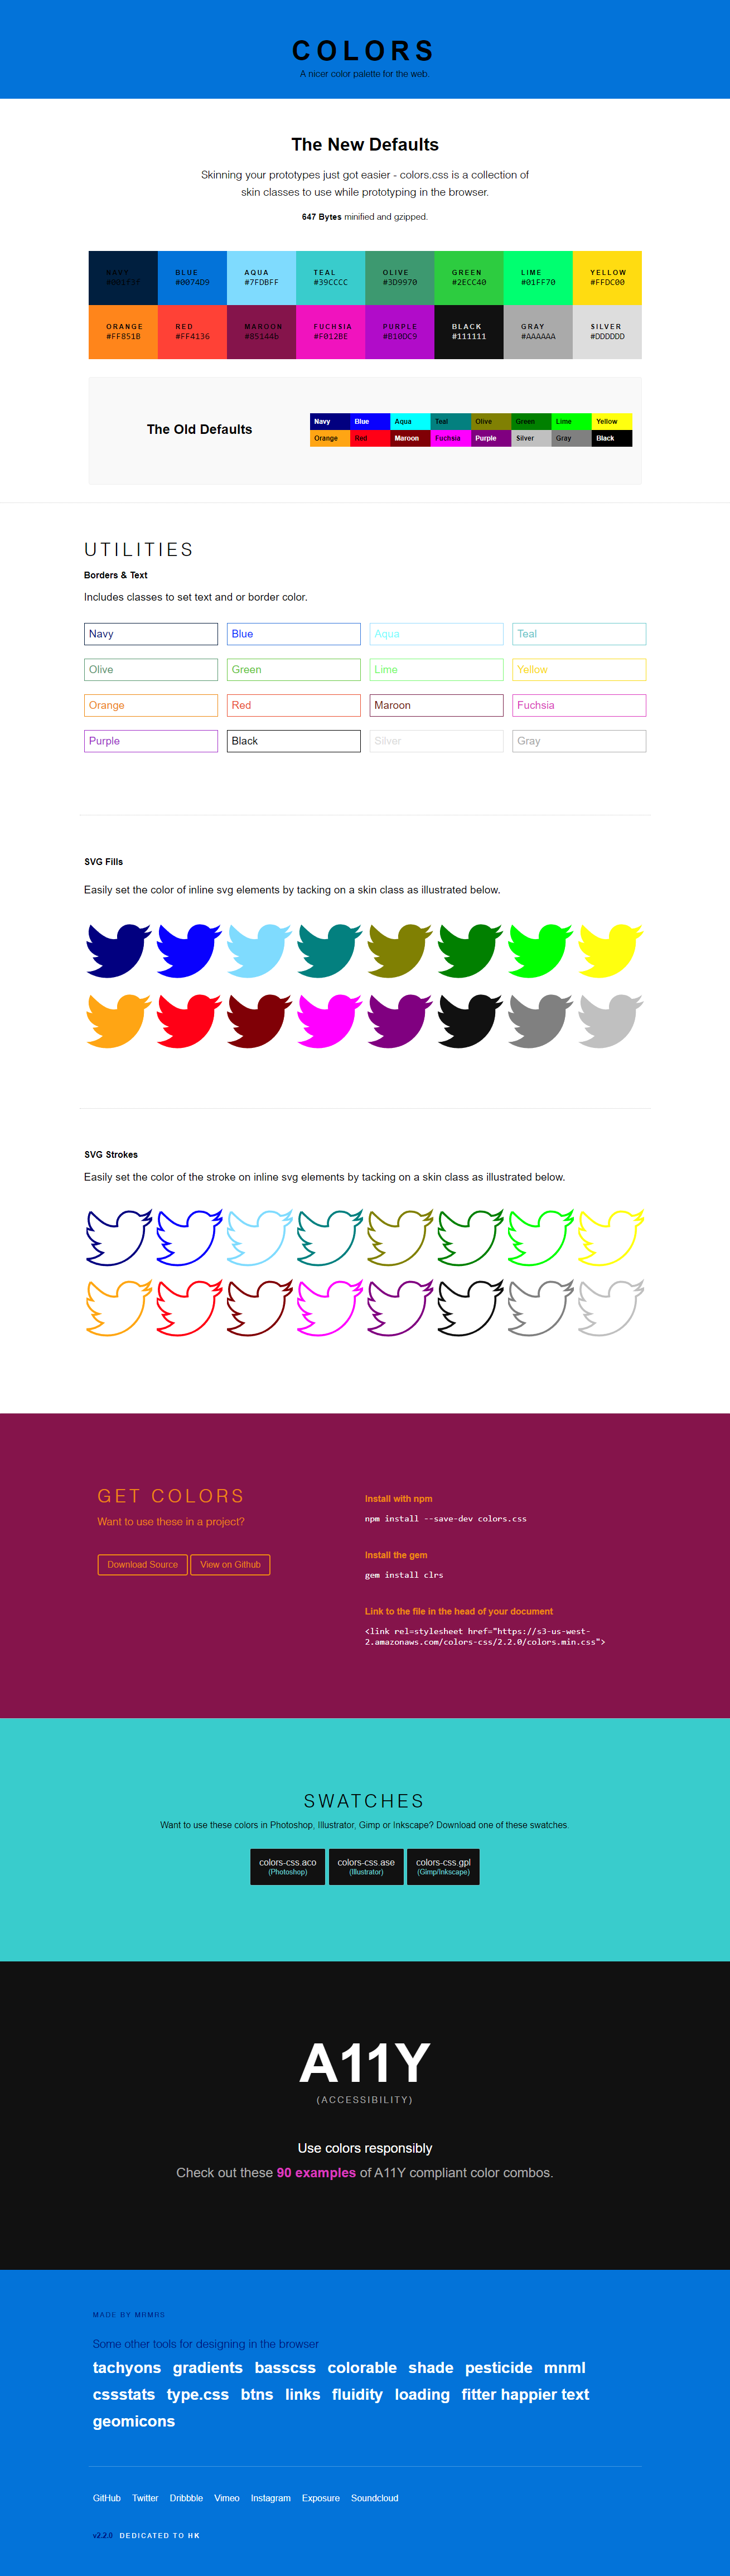 COLORS
A nicer color palette for the web.
The New Defaults
Skinning your prototypes just got easier - colors.css is a collection of
skin classes to use while prototyping in the browser.
647 Bytes minified and gzipped.
NAVY BLUE AQUA TEAL OLIVE GREEN LIME YELLOW
#001f3f #0074D9 #7FDBFF #39CCCC #3D9970 #2ECC40 #01FF70 #FFDC00
ORANGE RED MAROON FUCHSIA PURPLE BLACK GRAY SILVER
#FF851B #FF4136 #85144b #F012BE #B10DC9 #111111 #AAAAAA #DDDDDD
The Old Defaults
Navy Blue Aqua Teal Olive Green Lime Yellow
Orange Red Maroon Fuchsia Purple Silver Gray Black
UTILITIES
Borders & Text
Includes classes to set text and or border color.
Navy Blue Aqua Teal
Olive Green Lime Yellow
Orange Red Maroon Fuchsia
Purple Black Silver Gray
SVG Fills
Easily set the color of inline svg elements by tacking on a skin class as illustrated below.
SVG Strokes
Easily set the color of the stroke on inline svg elements by tacking on a skin class as illustrated below.
GET COLORS
Want to use these in a project?
Download Source View on Github
Install with npm
npm install --save-dev colors.css
Install the gem
gem install clrs
Link to the file in the head of your document
<link rel=stylesheet href="https://s3-us-west-
2.amazonaws.com/colors-css/2.2.0/colors.min.css">
SWATCHES
Want to use these colors in Photoshop, Illustrator, Gimp or Inkscape? Download one of these swatches.
colors-css.aco colors-css.ase colors-css.gpl
(Photoshop) (Illustrator) (Gimp/Inkscape)
A11Y
(ACCESSIBILITY)
Use colors responsibly
Check out these 90 examples of A11Y compliant color combos.
MADE BY MRMRS
Some other tools for designing in the browser
tachyons gradients basscss colorable shade pesticide mnml
cssstats type.css btns links fluidity loading fitter happier text
geomicons
GitHub Twitter Dribbble Vimeo Instagram Exposure Soundcloud
v2.2.0 DEDICATED TO HK